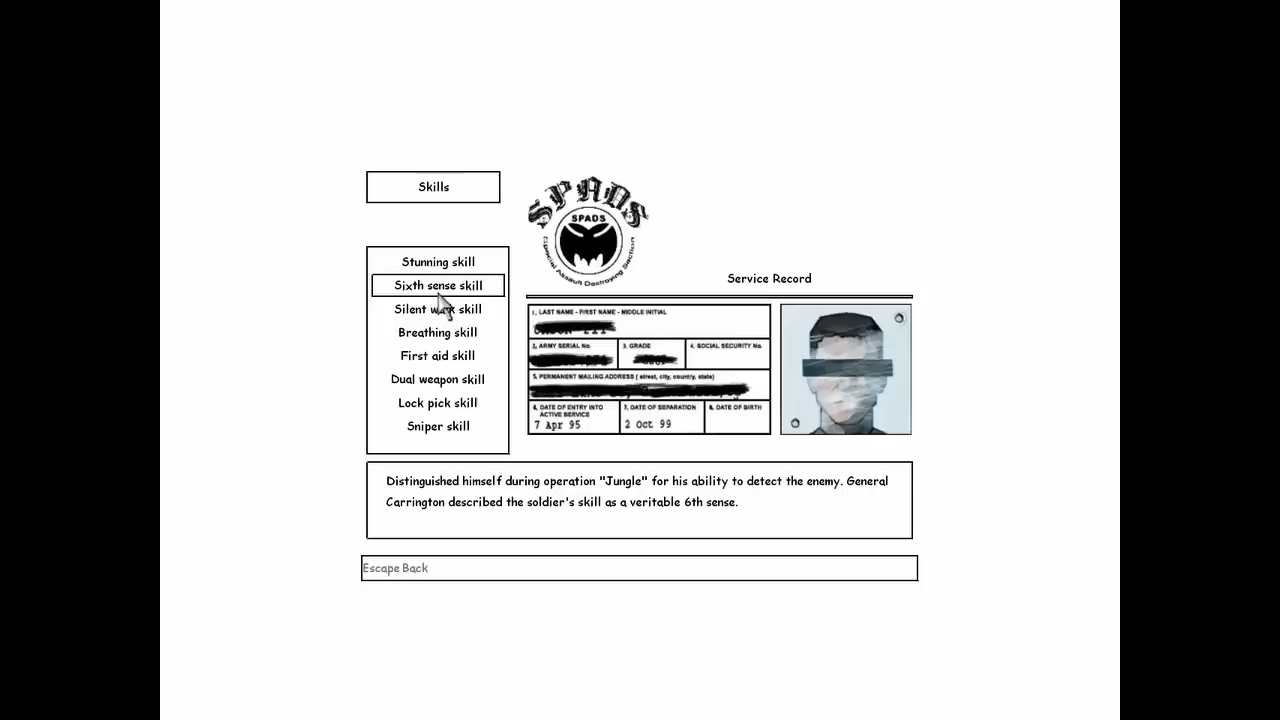 Skills
Stunning skill
Sixth sense skill
Silent walk skill
Breathing skill
First aid skill
Dual weapon skill
Lock pick skill
Sniper skill
SPADS
SPADS
Special Assault Destroying Section
Service Record
1. LAST NAME - FIRST NAME - MIDDLE INITIAL
2. ARMY SERIAL No.
3. GRADE
4. SOCIAL SECURITY No.
5. PERMANENT MAILING ADDRESS ( street, city, country, state)
6. DATE OF ENTRY INTO
ACTIVE SERVICE
7 Apr 95
7. DATE OF SEPARATION
2 Oct 99
8. DATE OF BIRTH
Distinguished himself during operation "Jungle" for his ability to detect the enemy. General
Carrington described the soldier's skill as a veritable 6th sense.
Escape Back